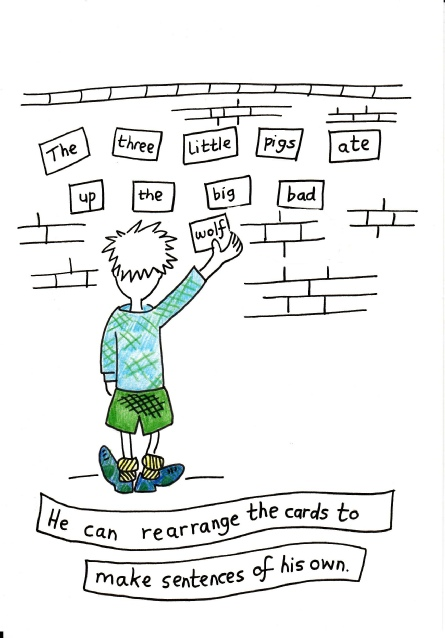 The three little pigs ate
up the big bad
wolf
He can rearrange the cards to
make sentences of his own.